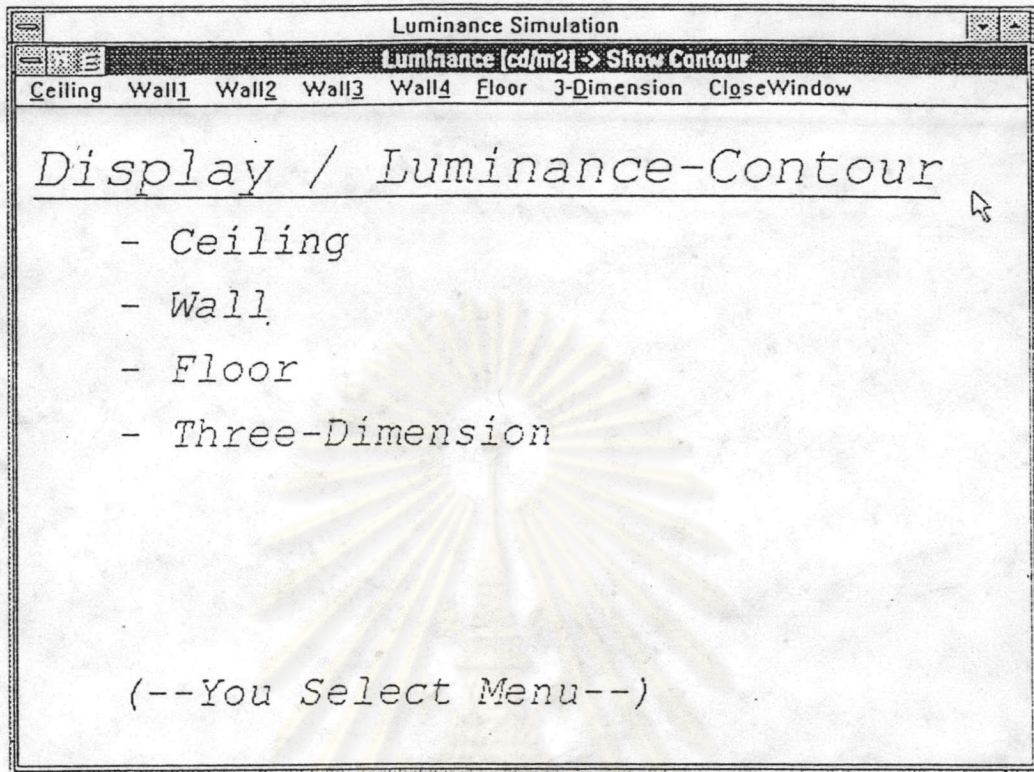 Luminance Simulation
Luminance [cd/m2] -> Show Contour
Ceiling Wall1 Wall2 Wall3 Wall4 Floor 3-Dimension CloseWindow
Display / Luminance-Contour
- Ceiling
- Wall
- Floor
- Three-Dimension
(--You Select Menu--)